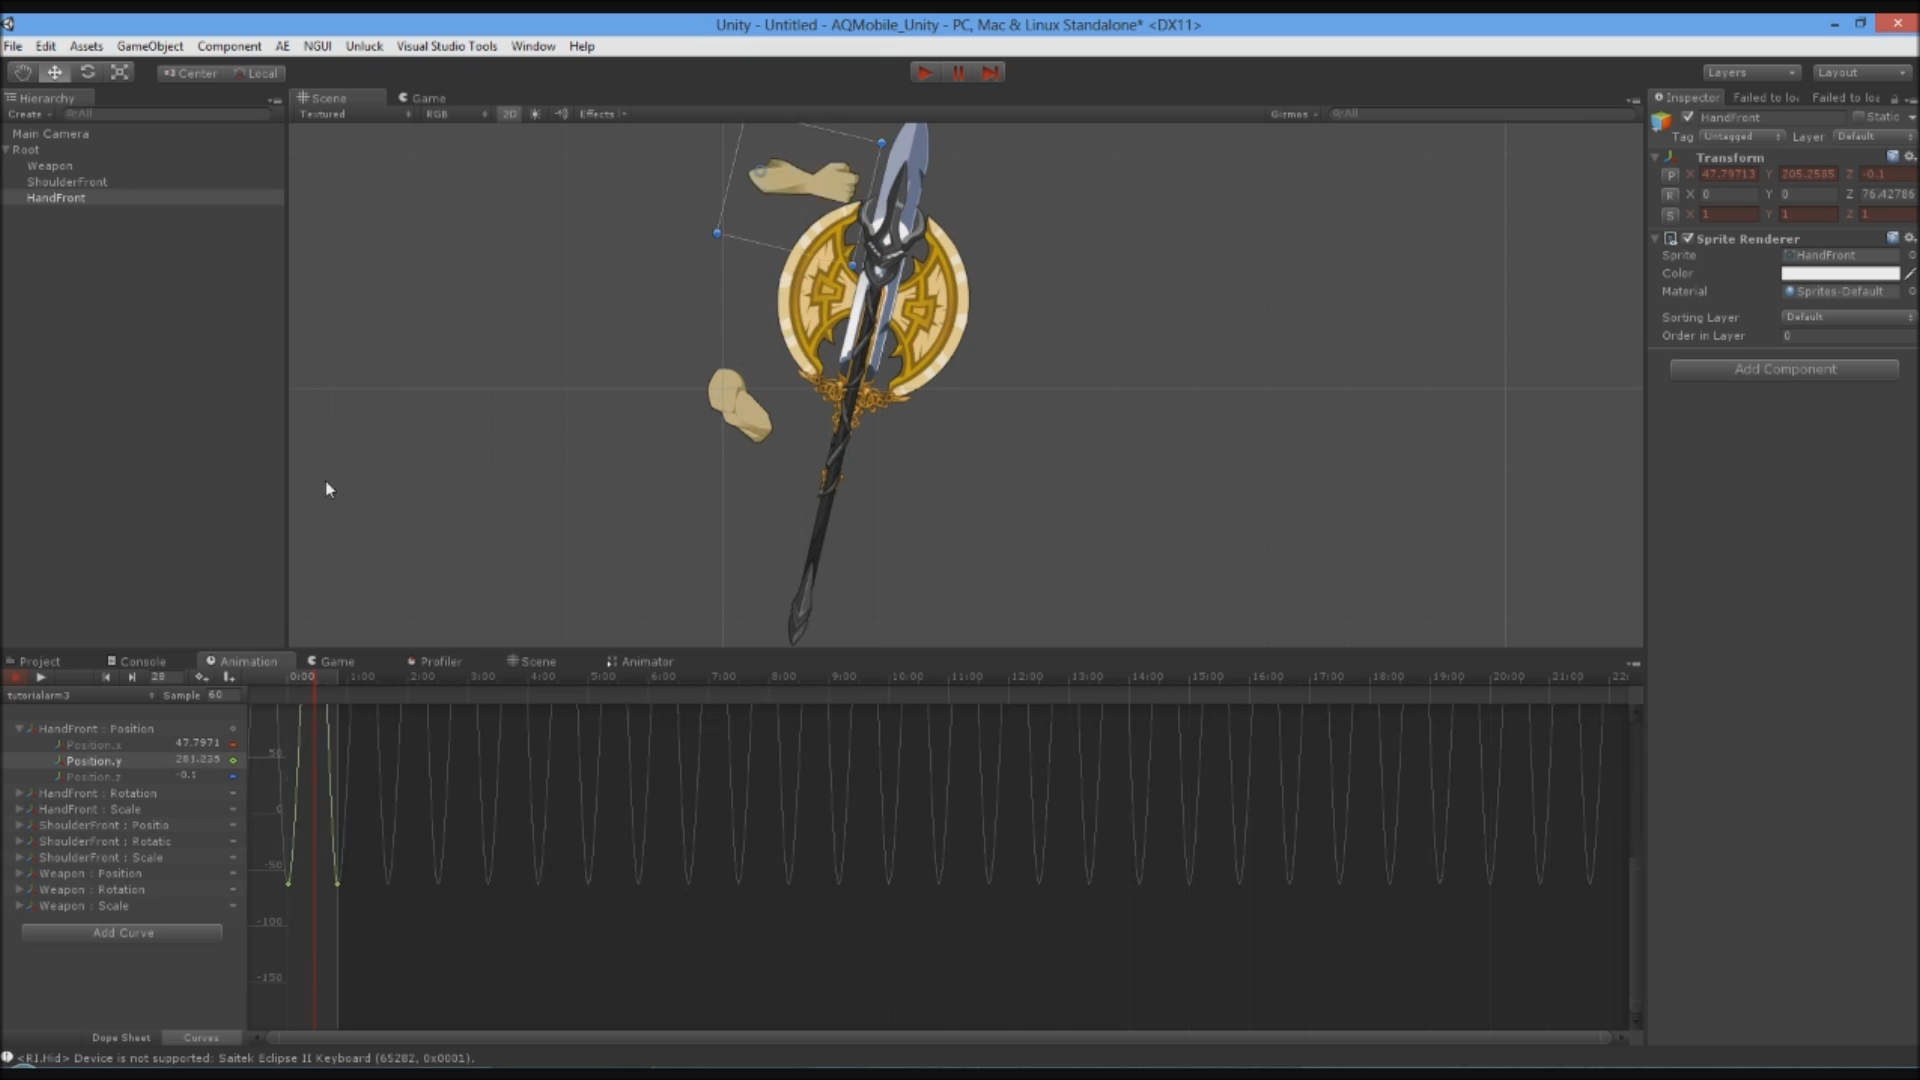 Unity - Untitled - AQMobile_Unity - PC, Mac & Linux Standalone* <DX11>
File Edit Assets GameObject Component AE NGUI Unluck Visual Studio Tools Window Help
Center Local Layers Layout
Hierarchy
Create All
Main Camera
Root
Weapon
ShoulderFront
HandFront
Scene Game
Textured RGB 2D Effects Gizmos All
Inspector Failed to loa Failed to loa
HandFront Static
Tag Untagged Layer Default
Transform
P X 47.79713 Y 205.2585 Z -0.1
R X 0 Y 0 Z 76.42786
S X 1 Y 1 Z 1
Sprite Renderer
Sprite HandFront
Color
Material Sprites-Default
Sorting Layer Default
Order in Layer 0
Add Component
Project Console Animation Game Profiler Scene Animator
28 0:00 1:00 2:00 3:00 4:00 5:00 6:00 7:00 8:00 9:00 10:00 11:00 12:00 13:00 14:00 15:00 16:00 17:00 18:00 19:00 20:00 21:00 22:
tutorialarm3 Sample 60
HandFront : Position
Position.x 47.7971
Position.y 281.235
Position.z -0.1
HandFront : Rotation
HandFront : Scale
ShoulderFront : Positio
ShoulderFront : Rotatic
ShoulderFront : Scale
Weapon : Position
Weapon : Rotation
Weapon : Scale
Add Curve
50
0
-50
-100
-150
Dope Sheet Curves
<RI.Hid> Device is not supported: Saitek Eclipse II Keyboard (65282, 0x0001).